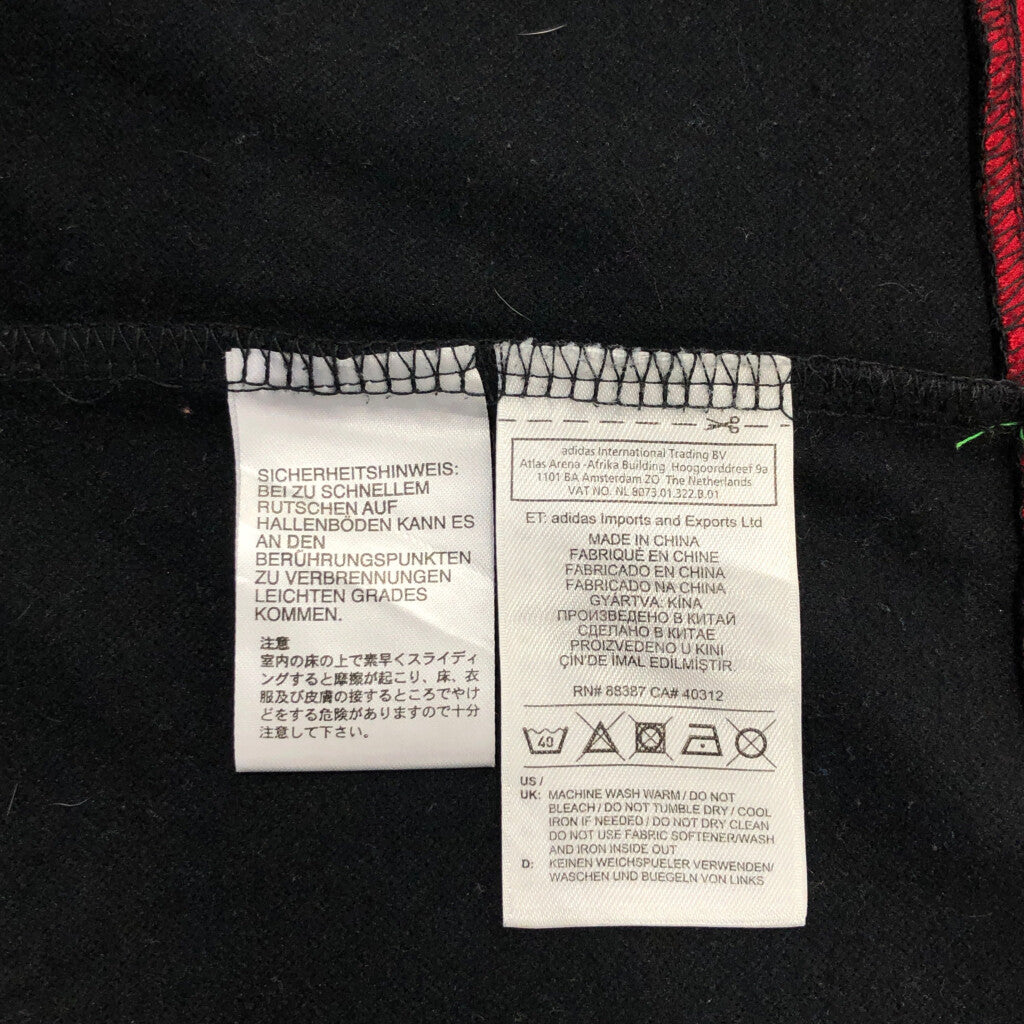 SICHERHEITSHINWEIS:
BEI ZU SCHNELLEM
RUTSCHEN AUF
HALLENBÖDEN KANN ES
AN DEN
BERÜHRUNGSPUNKTEN
ZU VERBRENNUNGEN
LEICHTEN GRADES
KOMMEN.
注意
室内の床の上で素早くスライディ
ングすると摩擦が起こり、床、衣
服及び皮膚の接するところでやけ
どをする危険がありますので十分
注意して下さい。
adidas International Trading BV
Atlas Arena -Afrika Building Hoogoorddreef 9a
1101 BA Amsterdam ZO The Netherlands
VAT NO. NL 8073.01.322.B.01
ET: adidas Imports and Exports Ltd
MADE IN CHINA
FABRIQUÉ EN CHINE
FABRICADO EN CHINA
FABRICADO NA CHINA
GYÁRTVA: KÍNA
ПРОИЗВЕДЕНО В КИТАЙ
СДЕЛАНО В КИТАЕ
PROIZVEDENO U KINI
ÇİN'DE İMAL EDİLMİŞTİR
RN# 88387 CA# 40312
40
US /
UK: MACHINE WASH WARM / DO NOT
BLEACH / DO NOT TUMBLE DRY / COOL
IRON IF NEEDED / DO NOT DRY CLEAN
DO NOT USE FABRIC SOFTENER/WASH
AND IRON INSIDE OUT
D: KEINEN WEICHSPUELER VERWENDEN/
WASCHEN UND BUEGELN VON LINKS